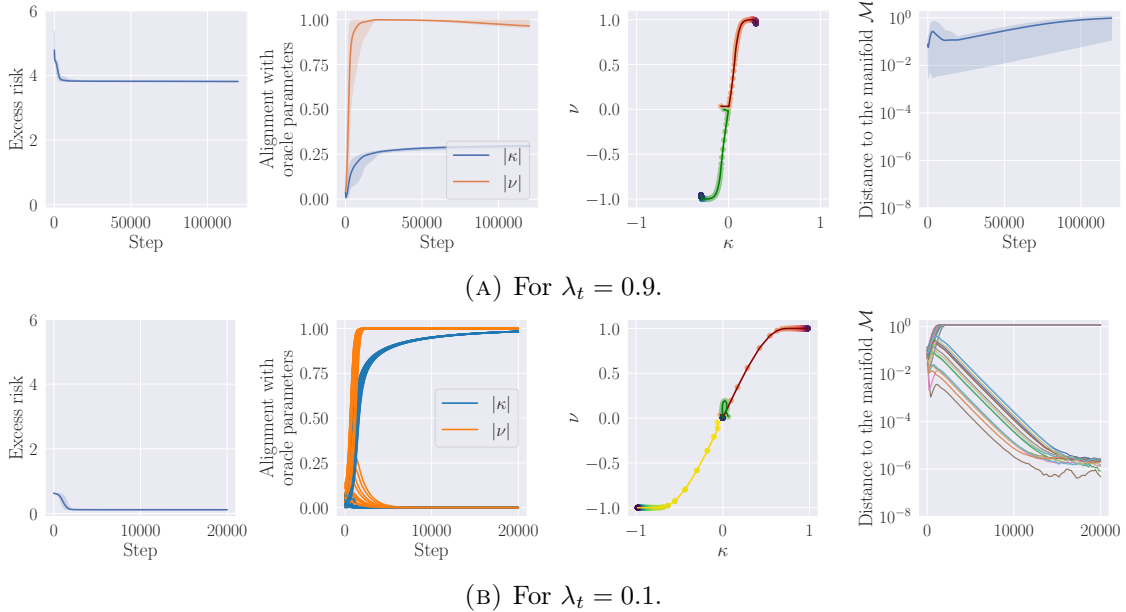 6
4
2
0
Excess risk
0
50000
100000
Step
1.00
0.75
0.50
0.25
0.00
Alignment with
oracle parameters
|κ|
|ν|
0
50000
100000
Step
1.0
0.5
0.0
−0.5
−1.0
ν
−1
0
1
κ
10^0
10^−2
10^−4
10^−6
10^−8
Distance to the manifold ℳ
0
50000
100000
Step
(A) For λ_t = 0.9.
6
4
2
0
Excess risk
0
10000
20000
Step
1.00
0.75
0.50
0.25
0.00
Alignment with
oracle parameters
|κ|
|ν|
0
10000
20000
Step
1.0
0.5
0.0
−0.5
−1.0
ν
−1
0
1
κ
10^0
10^−2
10^−4
10^−6
10^−8
Distance to the manifold ℳ
0
10000
20000
Step
(B) For λ_t = 0.1.